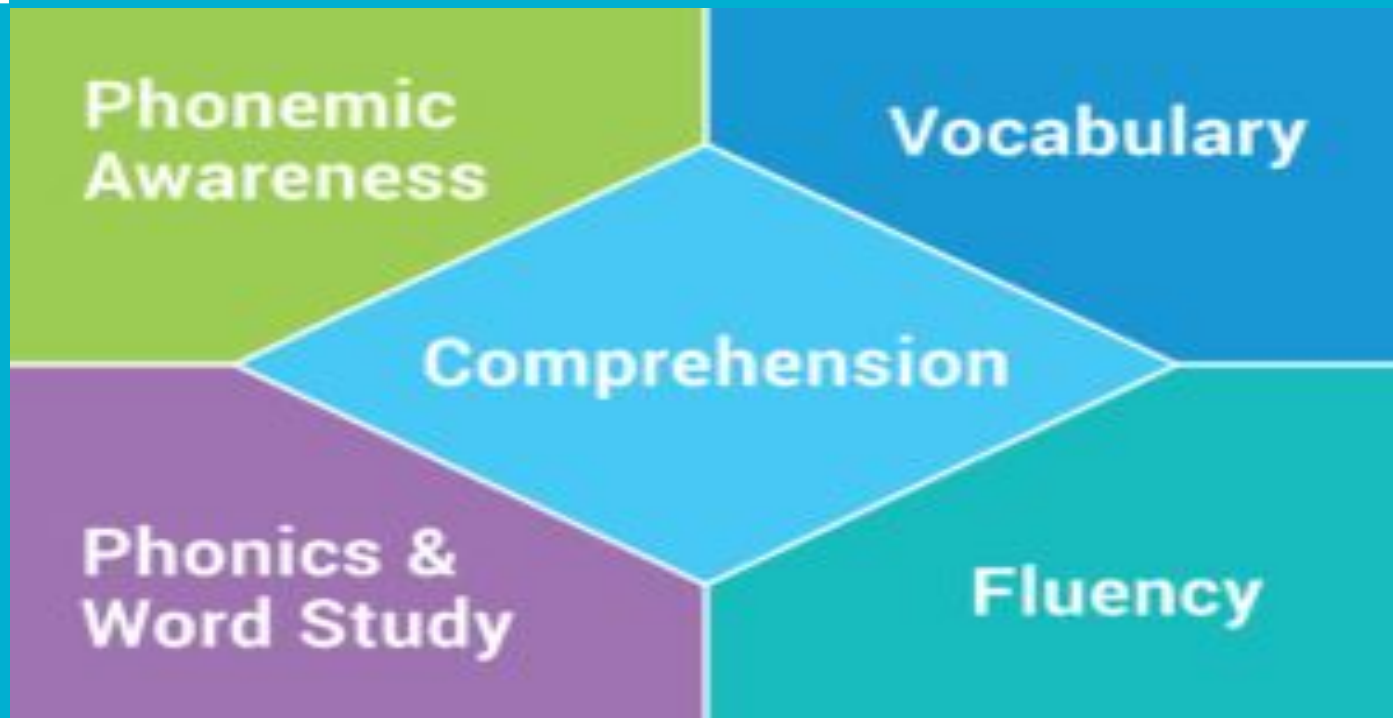 Phonemic
Awareness
Vocabulary
Comprehension
Phonics &
Word Study
Fluency